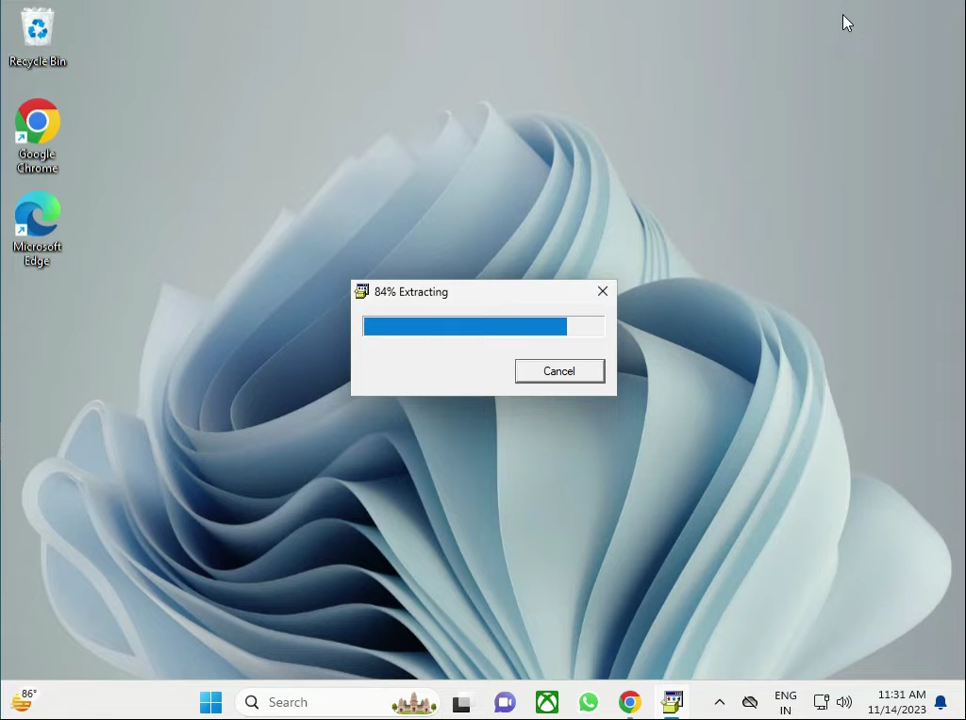 Recycle Bin
Google
Chrome
Microsoft
Edge
84% Extracting
Cancel
86°
Search
ENG
IN
11:31 AM
11/14/2023